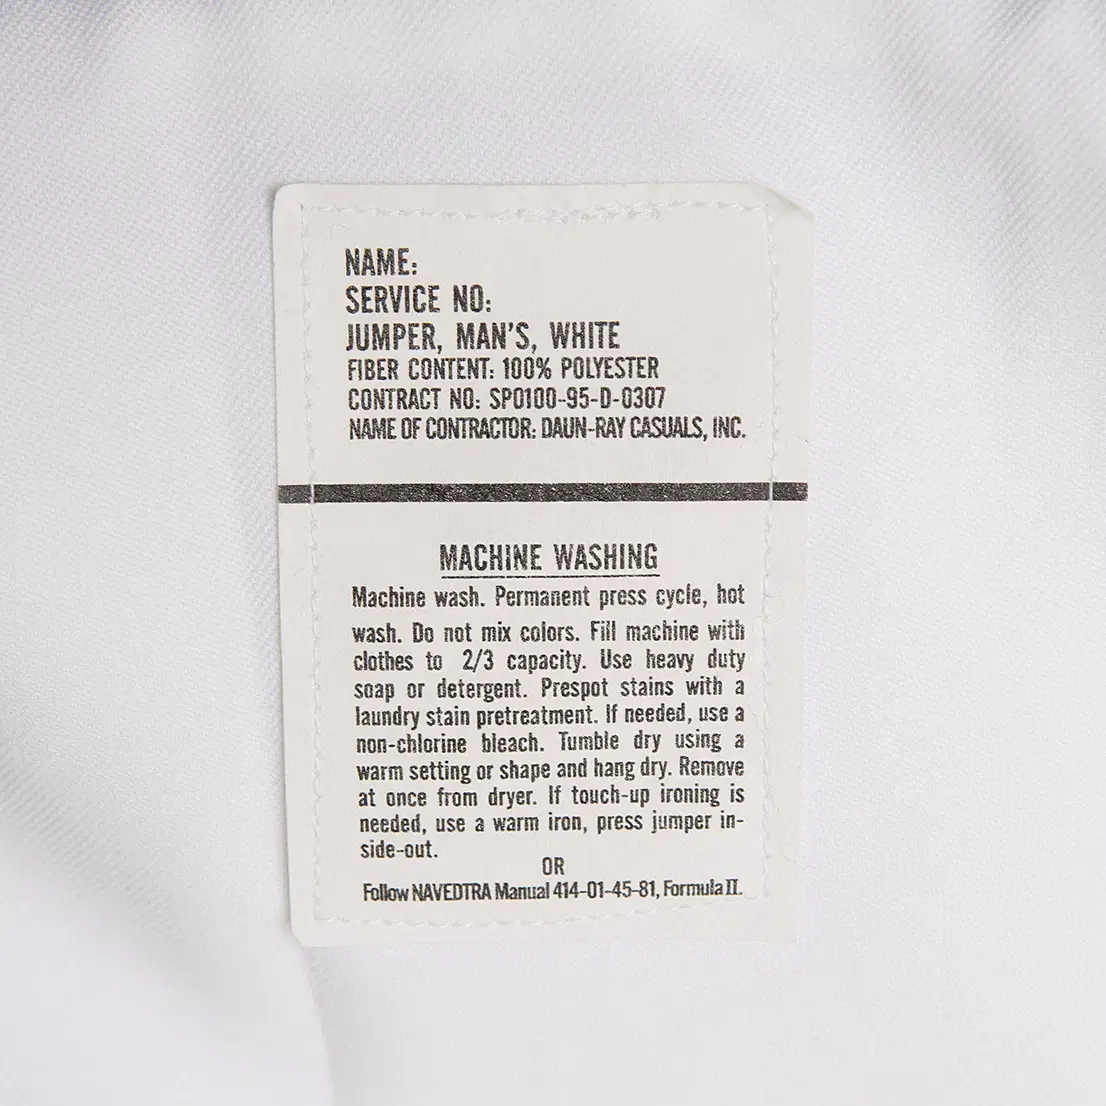 NAME:
SERVICE NO:
JUMPER, MAN'S, WHITE
FIBER CONTENT: 100% POLYESTER
CONTRACT NO: SPO100-95-D-0307
NAME OF CONTRACTOR: DAUN-RAY CASUALS, INC.
MACHINE WASHING
Machine wash. Permanent press cycle, hot
wash. Do not mix colors. Fill machine with
clothes to 2/3 capacity. Use heavy duty
soap or detergent. Prespot stains with a
laundry stain pretreatment. If needed, use a
non-chlorine bleach. Tumble dry using a
warm setting or shape and hang dry. Remove
at once from dryer. If touch-up ironing is
needed, use a warm iron, press jumper in-
side-out.
OR
Follow NAVEDTRA Manual 414-01-45-81, Formula II.